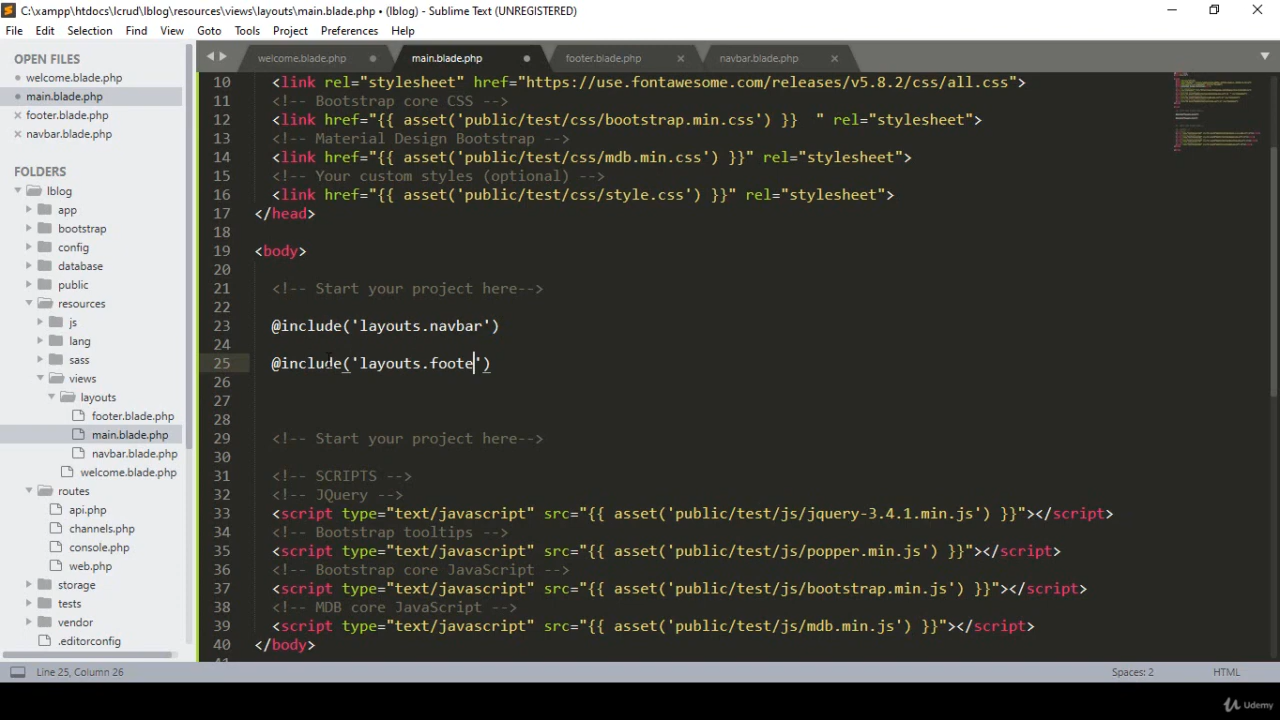 C:\xampp\htdocs\lcrud\lblog\resources\views\layouts\main.blade.php • (lblog) - Sublime Text (UNREGISTERED)
File Edit Selection Find View Goto Tools Project Preferences Help
OPEN FILES
welcome.blade.php
main.blade.php
footer.blade.php
navbar.blade.php
FOLDERS
lblog
app
bootstrap
config
database
public
resources
js
lang
sass
views
layouts
footer.blade.php
main.blade.php
navbar.blade.php
welcome.blade.php
routes
api.php
channels.php
console.php
web.php
storage
tests
vendor
.editorconfig
welcome.blade.php main.blade.php footer.blade.php navbar.blade.php
10 <link rel="stylesheet" href="https://use.fontawesome.com/releases/v5.8.2/css/all.css">
11 <!-- Bootstrap core CSS -->
12 <link href="{{ asset('public/test/css/bootstrap.min.css') }}  " rel="stylesheet">
13 <!-- Material Design Bootstrap -->
14 <link href="{{ asset('public/test/css/mdb.min.css') }}" rel="stylesheet">
15 <!-- Your custom styles (optional) -->
16 <link href="{{ asset('public/test/css/style.css') }}" rel="stylesheet">
17 </head>
18
19 <body>
20
21 <!-- Start your project here-->
22
23 @include('layouts.navbar')
24
25 @include('layouts.foote')
26
27
28
29 <!-- Start your project here-->
30
31 <!-- SCRIPTS -->
32 <!-- JQuery -->
33 <script type="text/javascript" src="{{ asset('public/test/js/jquery-3.4.1.min.js') }}"></script>
34 <!-- Bootstrap tooltips -->
35 <script type="text/javascript" src="{{ asset('public/test/js/popper.min.js') }}"></script>
36 <!-- Bootstrap core JavaScript -->
37 <script type="text/javascript" src="{{ asset('public/test/js/bootstrap.min.js') }}"></script>
38 <!-- MDB core JavaScript -->
39 <script type="text/javascript" src="{{ asset('public/test/js/mdb.min.js') }}"></script>
40 </body>
Line 25, Column 26
Spaces: 2
HTML
Udemy